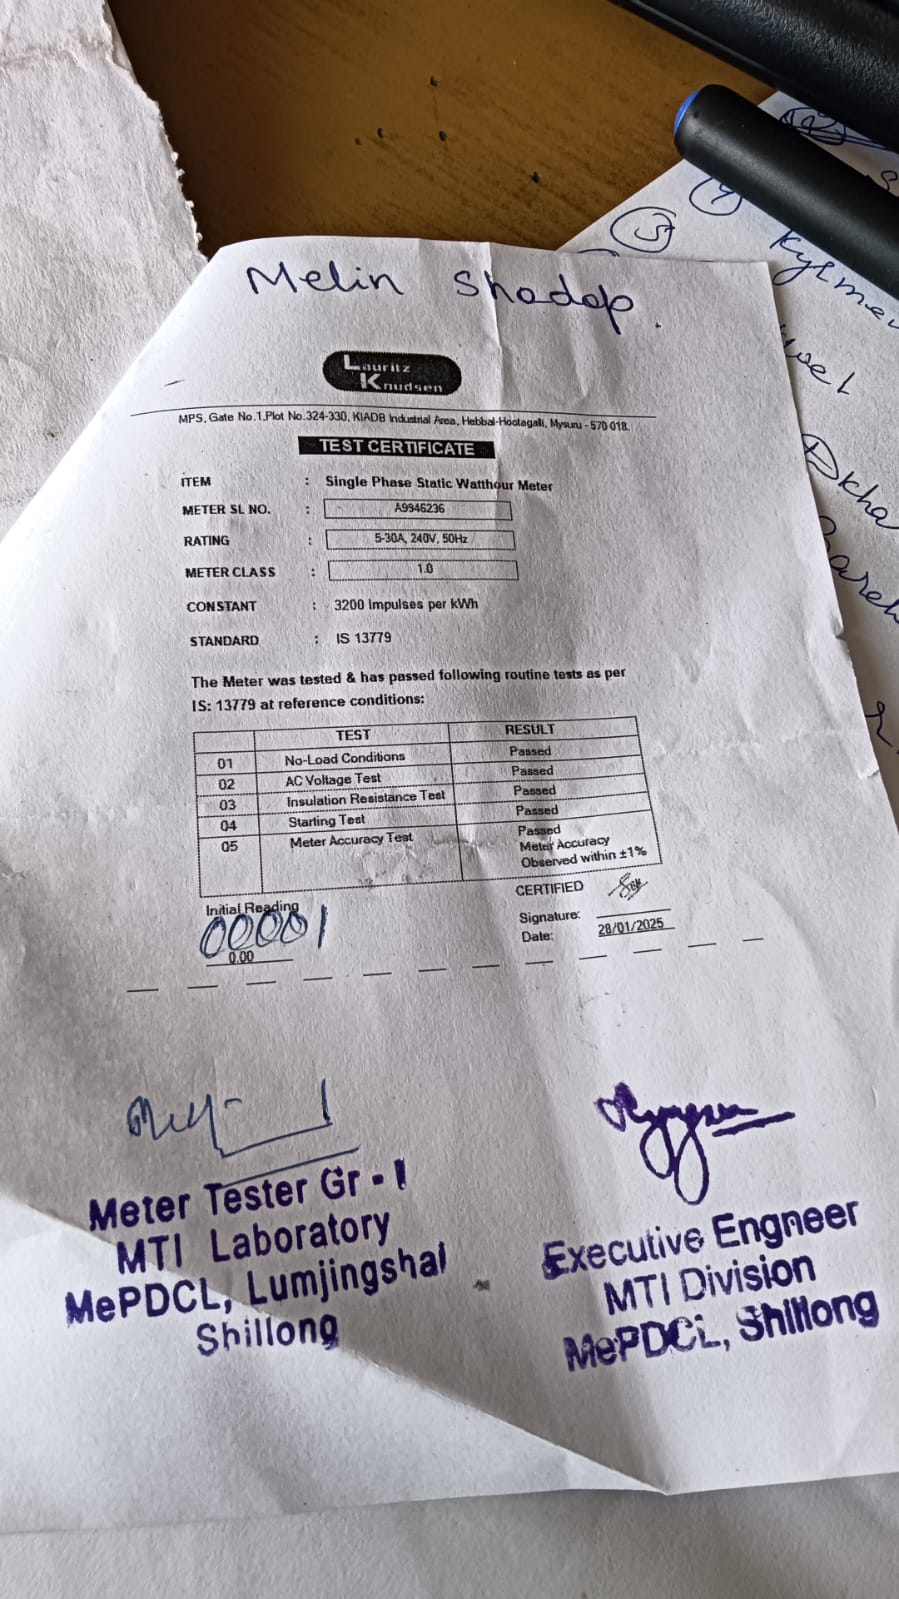 Melin Shadap.
Lauritz
Knudsen
MPS, Gate No.1,Plot No.324-330, KIADB Industrial Area, Hebbal-Hootagalli, Mysuru - 570 018.
TEST CERTIFICATE
ITEM : Single Phase Static Watthour Meter
METER SL NO. : A9946236
RATING : 5-30A, 240V, 50Hz
METER CLASS : 1.0
CONSTANT : 3200 Impulses per kWh
STANDARD : IS 13779
The Meter was tested & has passed following routine tests as per
IS: 13779 at reference conditions:
TEST RESULT
01 No-Load Conditions Passed
02 AC Voltage Test Passed
03 Insulation Resistance Test Passed
04 Starting Test Passed
05 Meter Accuracy Test Passed
Meter Accuracy
Observed within ±1%
CERTIFIED
Initial Reading
00001
0.00
Signature:
Date: 28/01/2025
Meter Tester Gr - I
MTI Laboratory
MePDCL, Lumjingshai
Shillong
Executive Engneer
MTI Division
MePDCL, Shillong